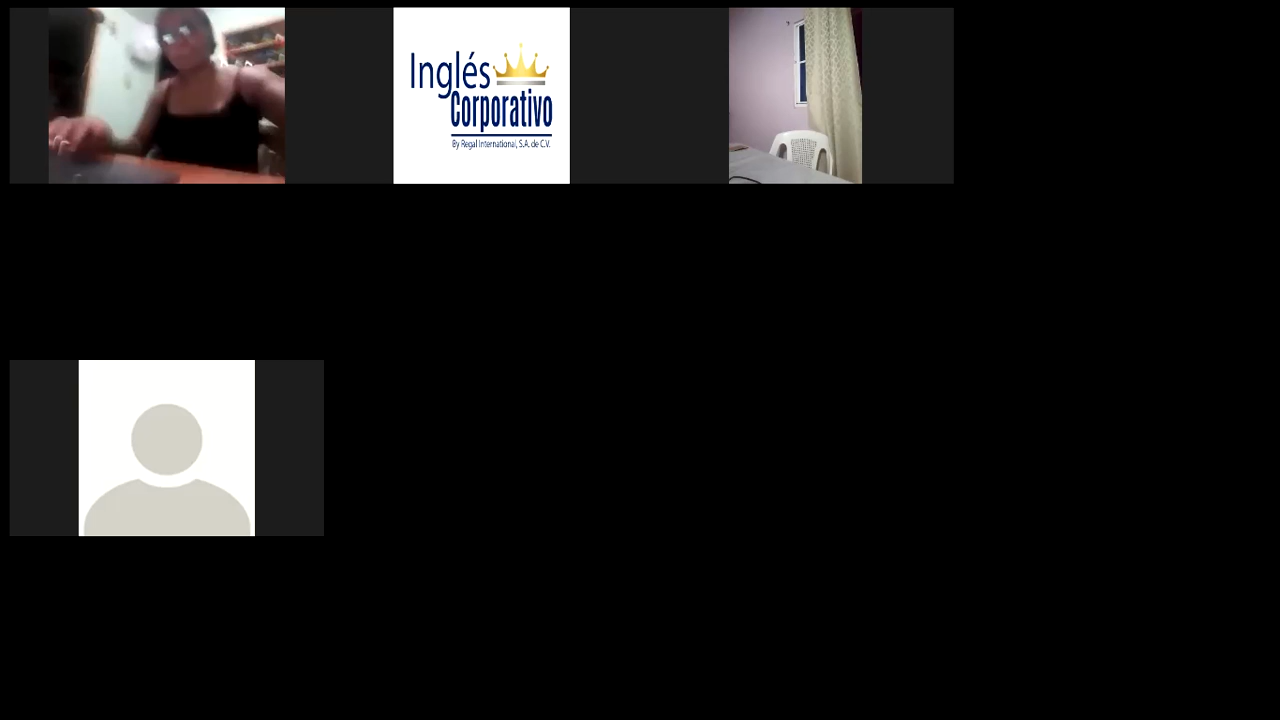 Inglés
Corporativo
By Regal International, S.A. de C.V.